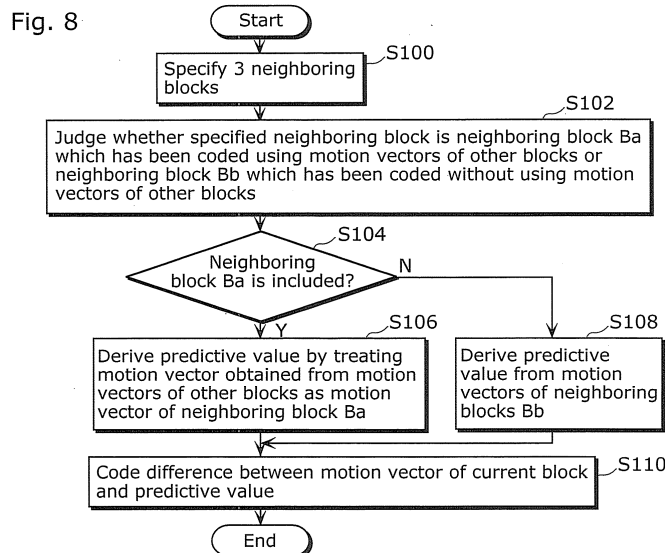 Fig. 8
Start
S100
Specify 3 neighboring
blocks
S102
Judge whether specified neighboring block is neighboring block Ba
which has been coded using motion vectors of other blocks or
neighboring block Bb which has been coded without using motion
vectors of other blocks
S104
Neighboring
block Ba is included?
N
Y
S106
Derive predictive value by treating
motion vector obtained from motion
vectors of other blocks as motion
vector of neighboring block Ba
S108
Derive predictive
value from motion
vectors of neighboring
blocks Bb
S110
Code difference between motion vector of current block
and predictive value
End